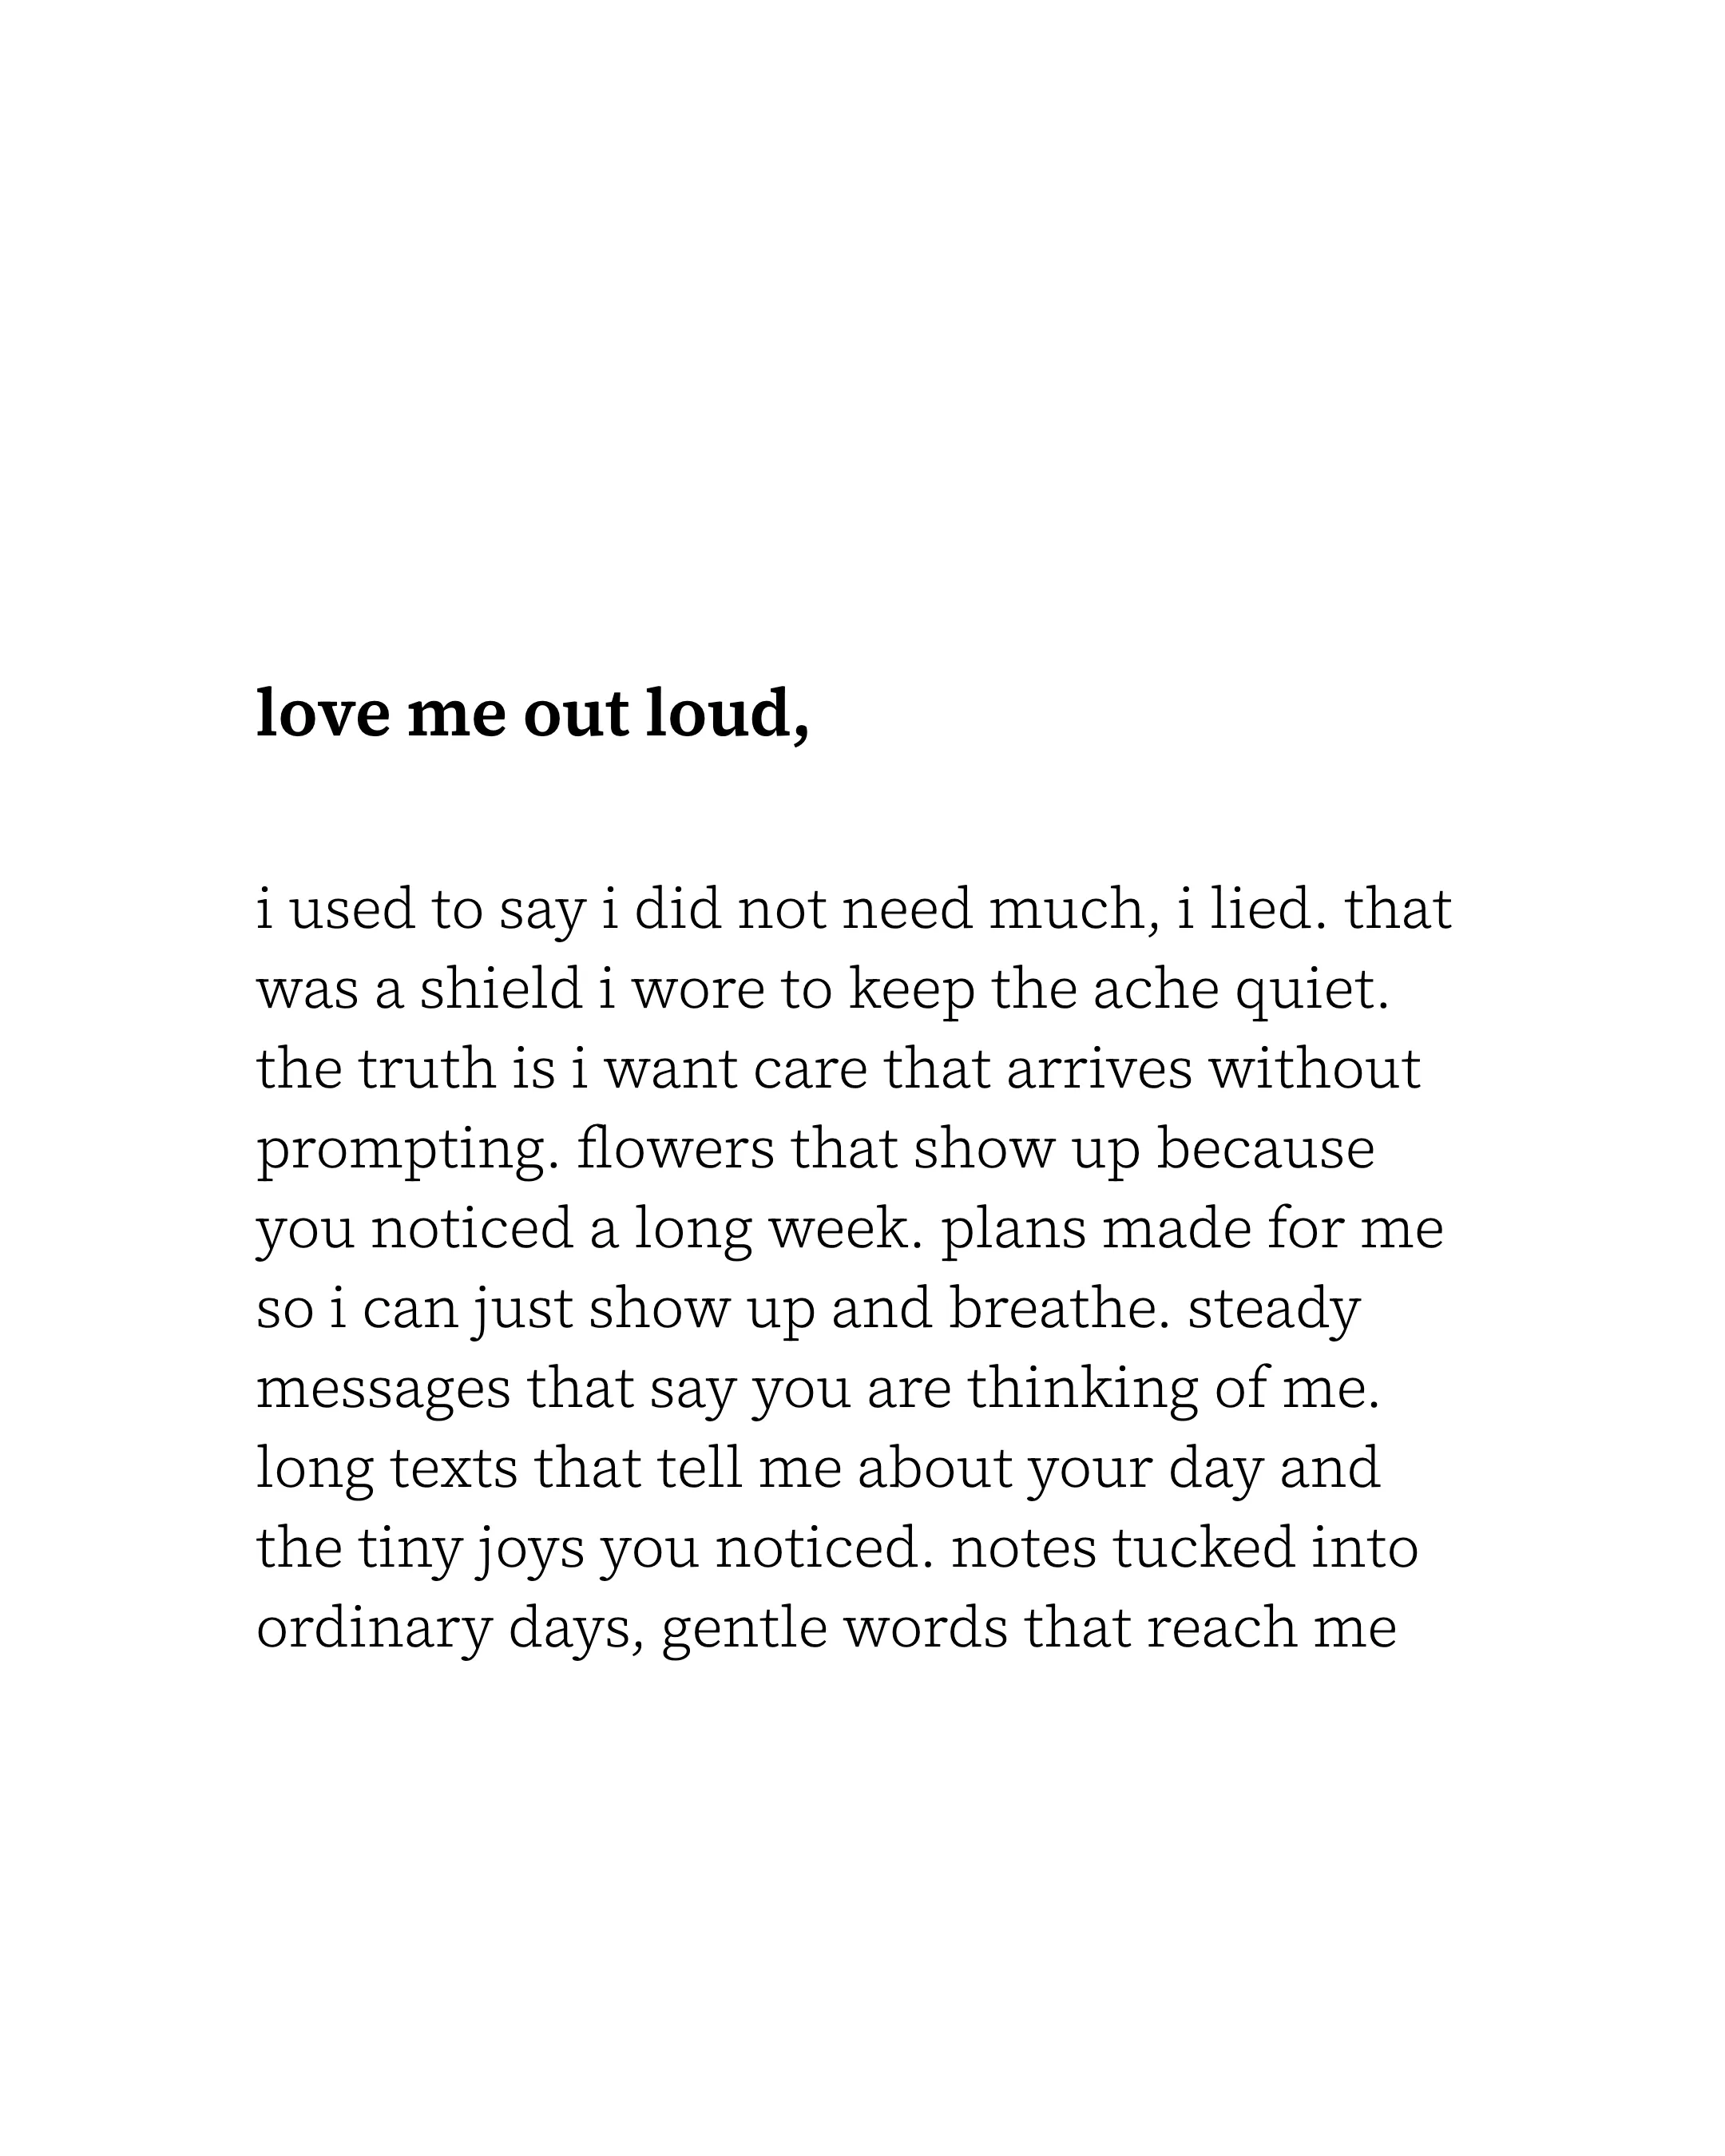 love me out loud,
i used to say i did not need much, i lied. that
was a shield i wore to keep the ache quiet.
the truth is i want care that arrives without
prompting. flowers that show up because
you noticed a long week. plans made for me
so i can just show up and breathe. steady
messages that say you are thinking of me.
long texts that tell me about your day and
the tiny joys you noticed. notes tucked into
ordinary days, gentle words that reach me